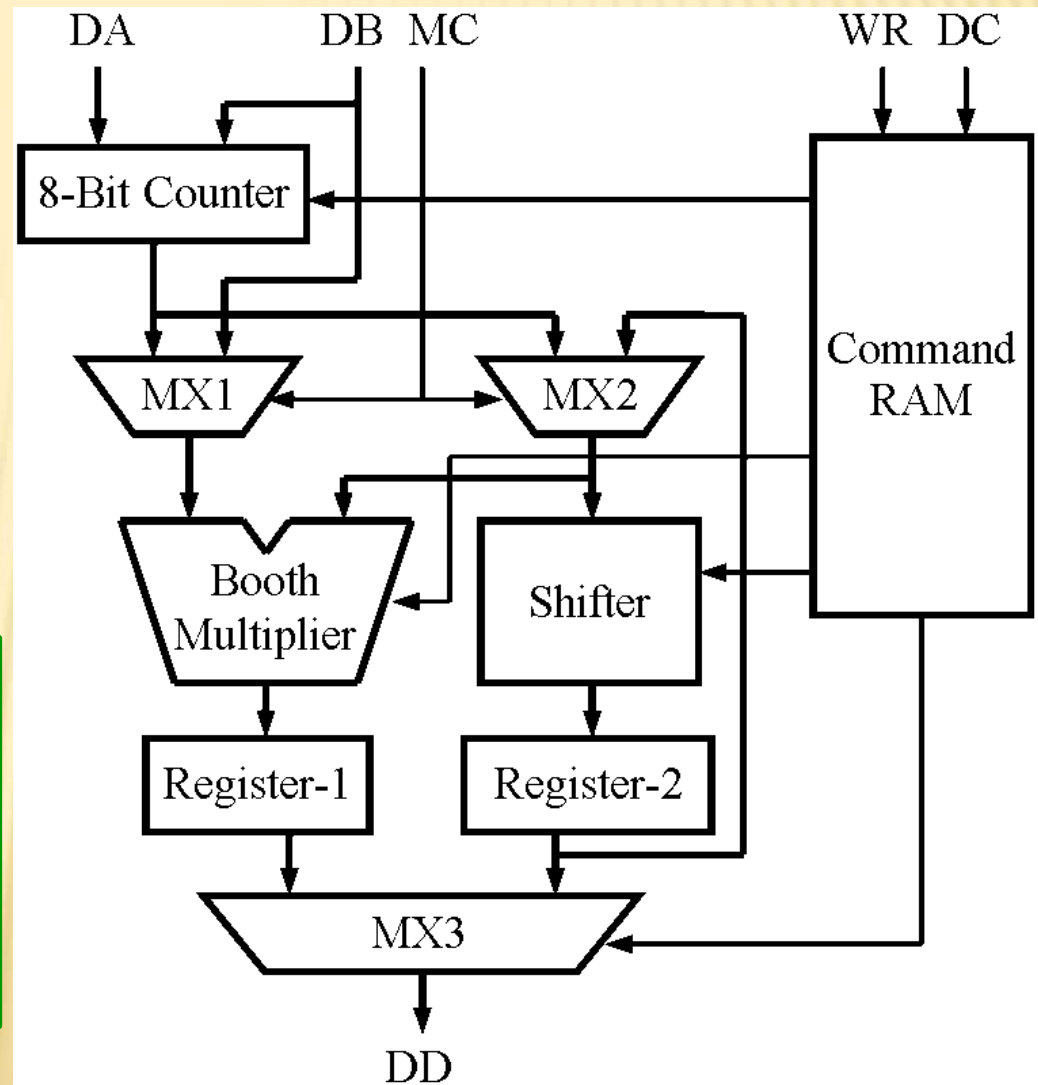 DA DB MC WR DC
8-Bit Counter
MX1 MX2
Command
RAM
Booth
Multiplier
Shifter
Register-1 Register-2
MX3
DD